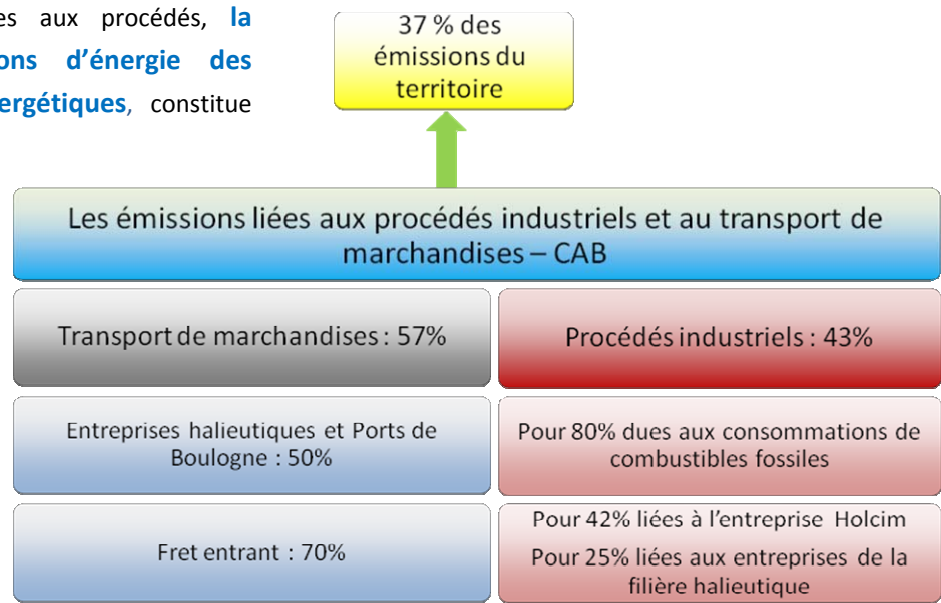 es aux procédés, la
ons d’énergie des
ergétiques, constitue
37 % des
émissions du
territoire
Les émissions liées aux procédés industriels et au transport de
marchandises – CAB
Transport de marchandises : 57%
Procédés industriels : 43%
Entreprises halieutiques et Ports de
Boulogne : 50%
Pour 80% dues aux consommations de
combustibles fossiles
Fret entrant : 70%
Pour 42% liées à l’entreprise Holcim
Pour 25% liées aux entreprises de la
filière halieutique